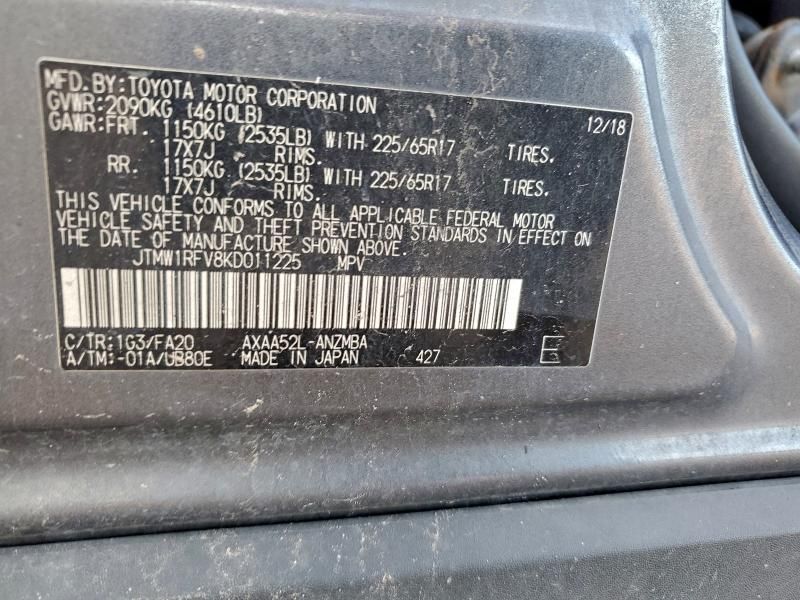 MFD.BY:TOYOTA MOTOR CORPORATION 12/18
GVWR:2090KG (4610LB)
GAWR:FRT. 1150KG (2535LB) WITH 225/65R17 TIRES.
17X7J RIMS.
RR. 1150KG (2535LB) WITH 225/65R17 TIRES.
17X7J RIMS.
THIS VEHICLE CONFORMS TO ALL APPLICABLE FEDERAL MOTOR
VEHICLE SAFETY AND THEFT PREVENTION STANDARDS IN EFFECT ON
THE DATE OF MANUFACTURE SHOWN ABOVE.
JTMW1RFV8KD011225 MPV
C/TR:1G3/FA20 AXAA52L-ANZMBA
A/TM:-01A/UB80E MADE IN JAPAN 427 E